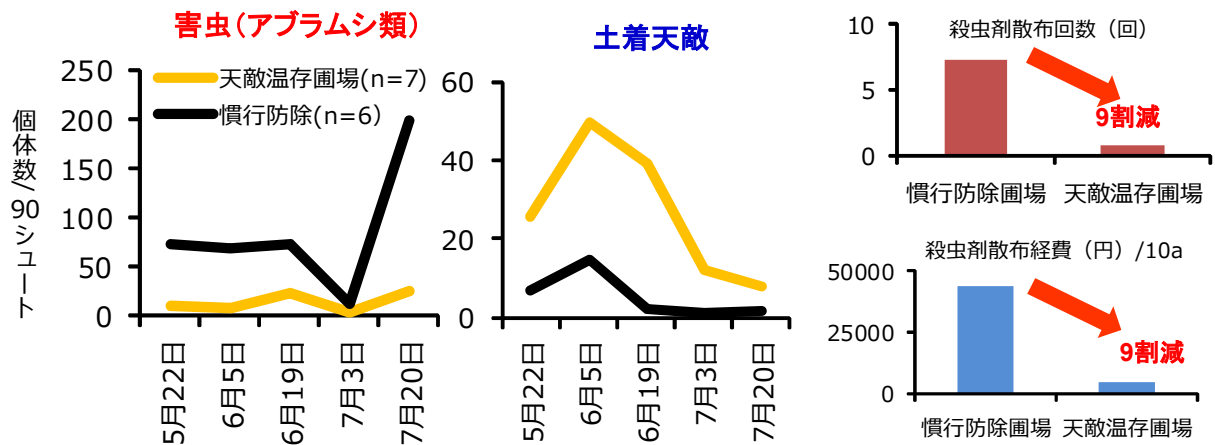 害虫（アブラムシ類）
個体数/90シュート
250
200
150
100
50
0
天敵温存圃場(n=7)
慣行防除(n=6)
5月22日
6月5日
6月19日
7月3日
7月20日
土着天敵
60
40
20
0
5月22日
6月5日
6月19日
7月3日
7月20日
殺虫剤散布回数（回）
10
5
0
9割減
慣行防除圃場
天敵温存圃場
殺虫剤散布経費（円）/10a
50000
25000
0
9割減
慣行防除圃場
天敵温存圃場